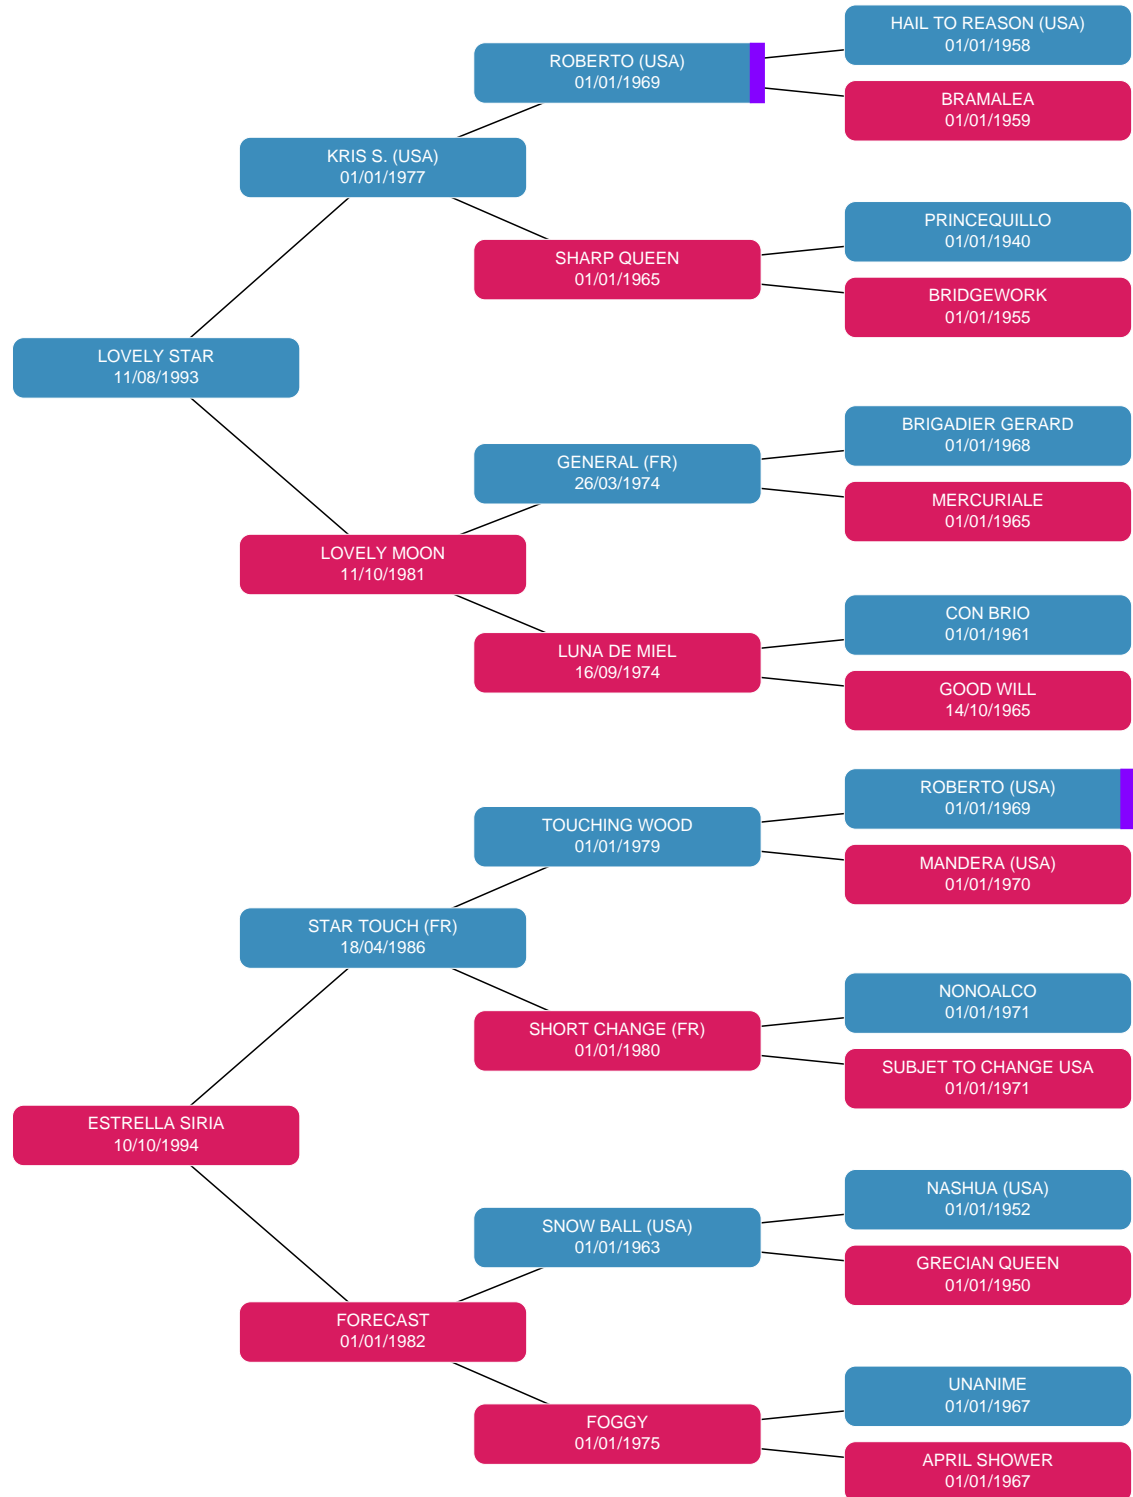 HAIL TO REASON (USA)
01/01/1958
ROBERTO (USA)
01/01/1969
BRAMALEA
01/01/1959
KRIS S. (USA)
01/01/1977
PRINCEQUILLO
01/01/1940
SHARP QUEEN
01/01/1965
BRIDGEWORK
01/01/1955
LOVELY STAR
11/08/1993
BRIGADIER GERARD
01/01/1968
GENERAL (FR)
26/03/1974
MERCURIALE
01/01/1965
LOVELY MOON
11/10/1981
CON BRIO
01/01/1961
LUNA DE MIEL
16/09/1974
GOOD WILL
14/10/1965
ROBERTO (USA)
01/01/1969
TOUCHING WOOD
01/01/1979
MANDERA (USA)
01/01/1970
STAR TOUCH (FR)
18/04/1986
NONOALCO
01/01/1971
SHORT CHANGE (FR)
01/01/1980
SUBJET TO CHANGE USA
01/01/1971
ESTRELLA SIRIA
10/10/1994
NASHUA (USA)
01/01/1952
SNOW BALL (USA)
01/01/1963
GRECIAN QUEEN
01/01/1950
FORECAST
01/01/1982
UNANIME
01/01/1967
FOGGY
01/01/1975
APRIL SHOWER
01/01/1967